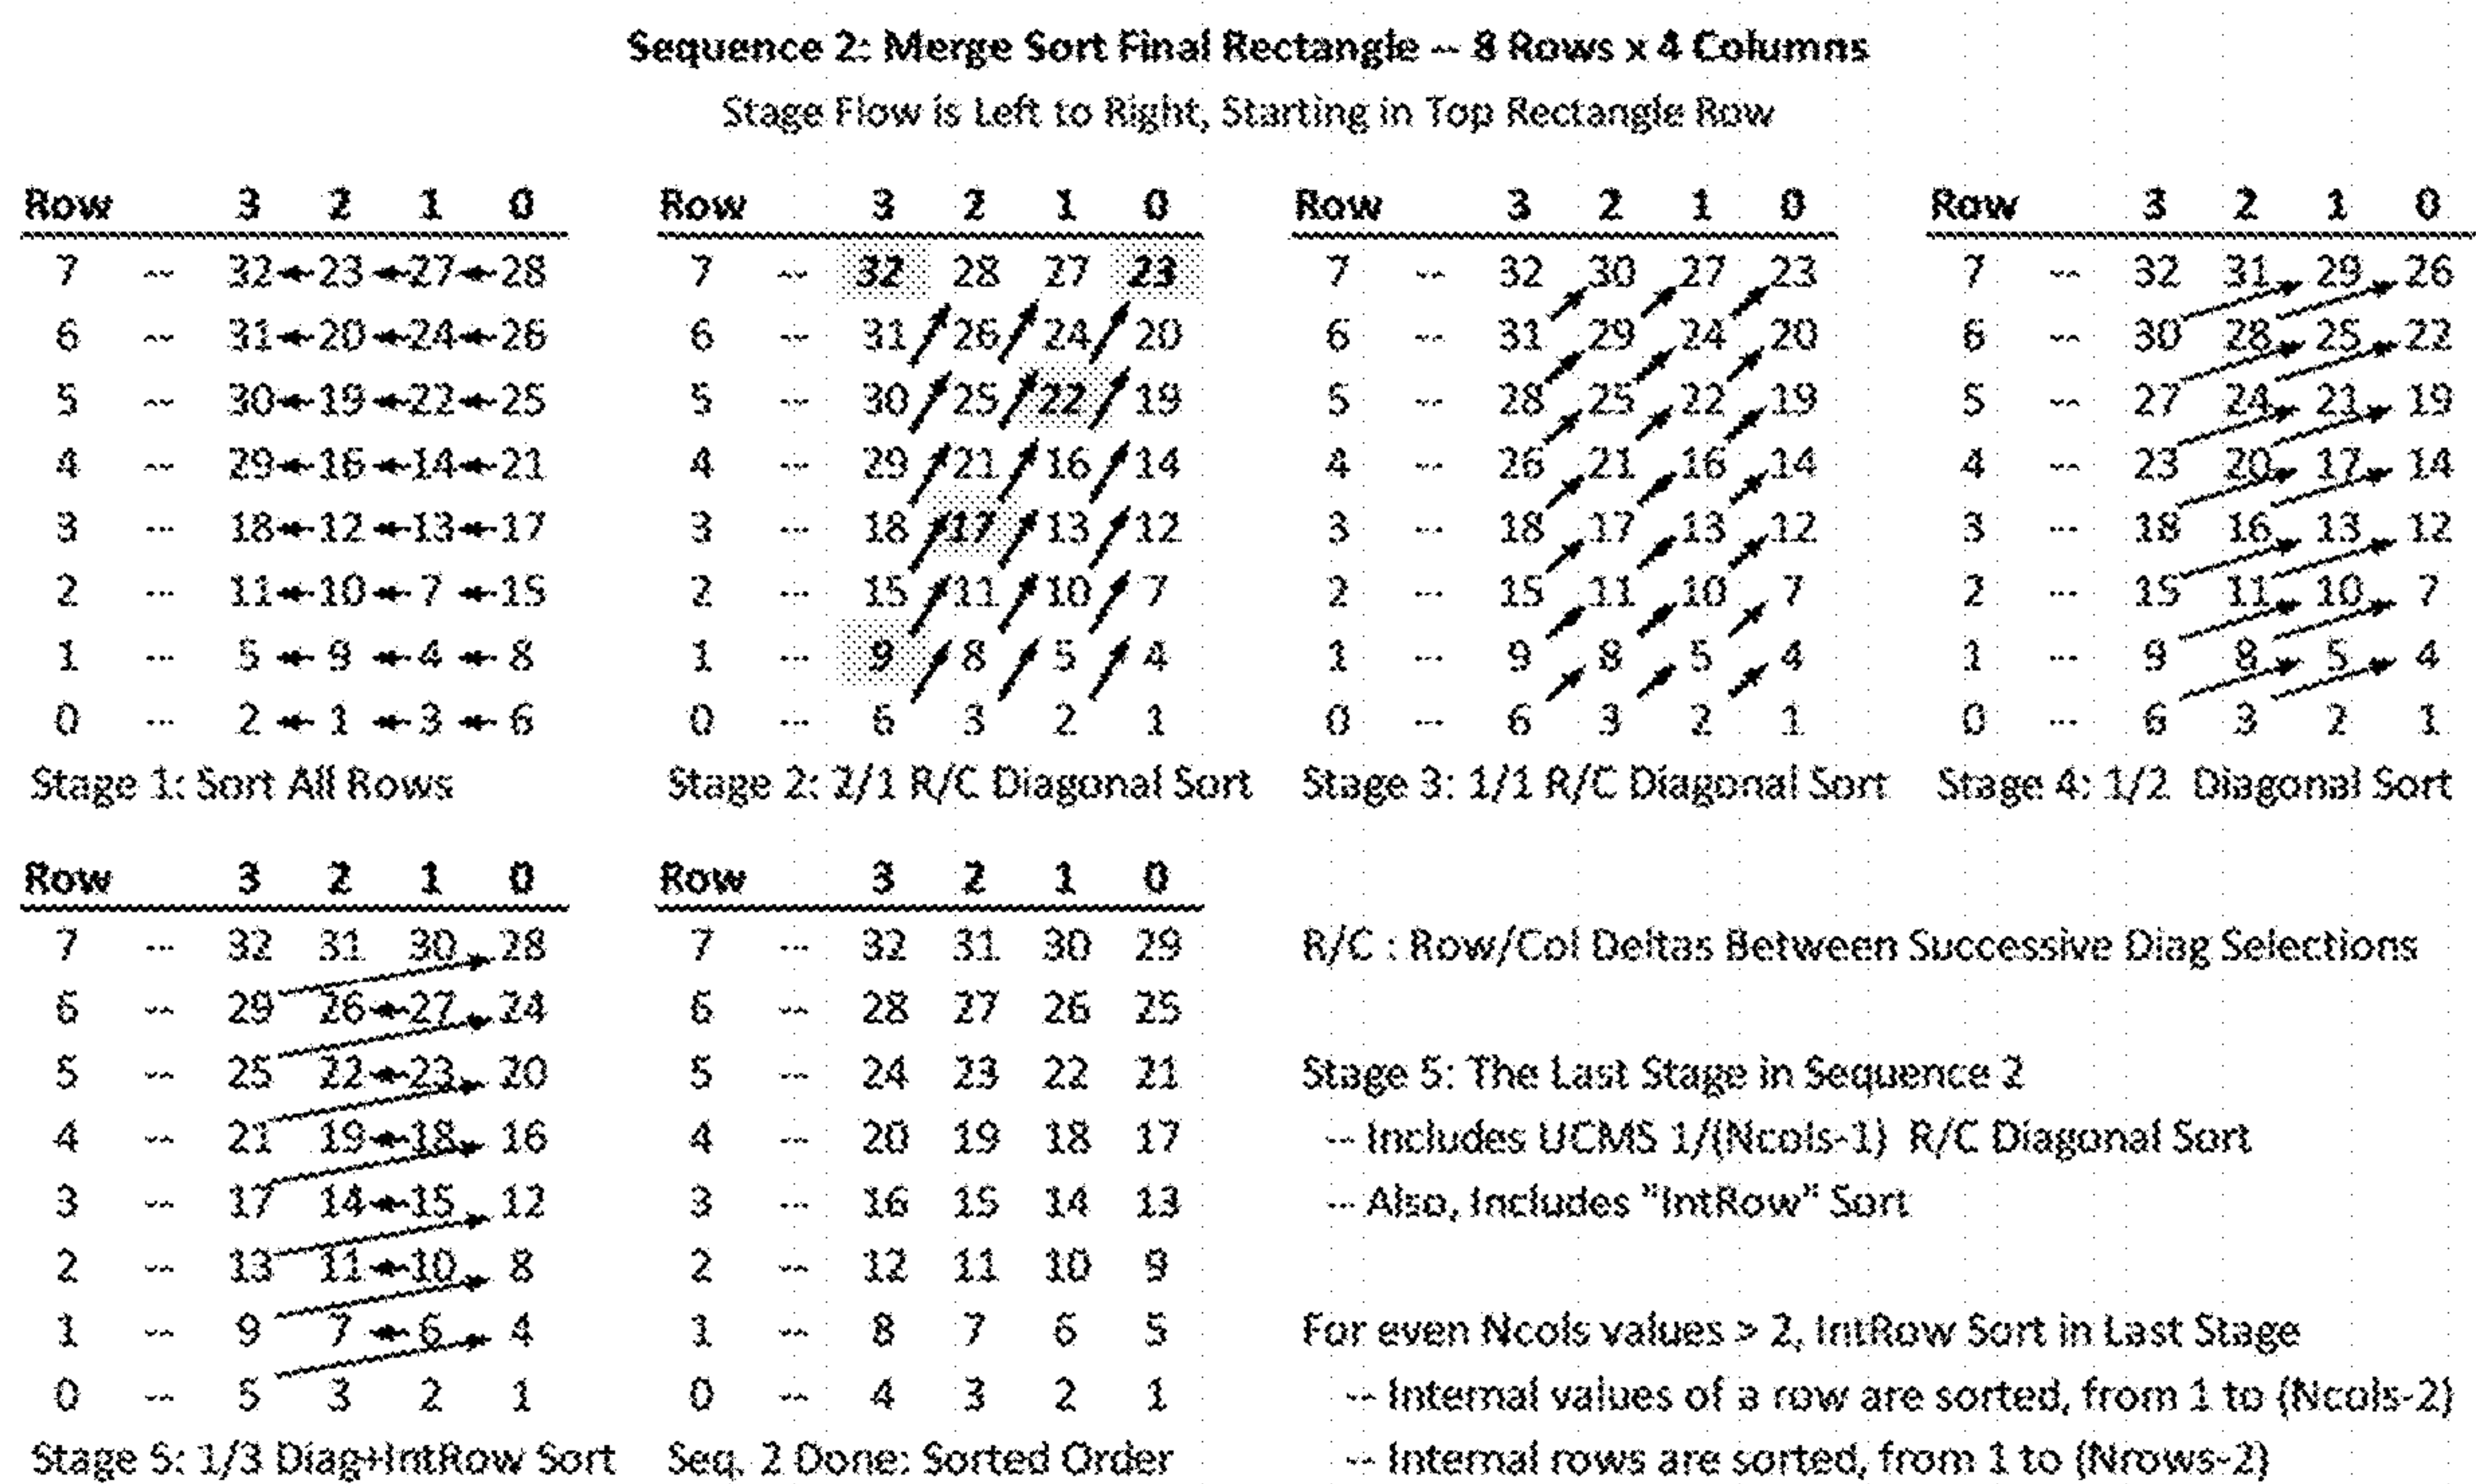 Sequence 2: Merge Sort Final Rectangle -- 8 Rows x 4 Columns
Stage Flow is Left to Right, Starting in Top Rectangle Row
Row 3 2 1 0
7 -- 32 23 27 28
6 -- 31 20 24 26
5 -- 30 19 22 25
4 -- 29 16 14 21
3 -- 18 12 13 17
2 -- 11 10 7 15
1 -- 5 9 4 8
0 -- 2 1 3 6
Stage 1: Sort All Rows
Row 3 2 1 0
7 -- 32 28 27 23
6 -- 31 26 24 20
5 -- 30 25 22 19
4 -- 29 21 16 14
3 -- 18 17 13 12
2 -- 15 11 10 7
1 -- 9 8 5 4
0 -- 6 3 2 1
Stage 2: 2/1 R/C Diagonal Sort
Row 3 2 1 0
7 -- 32 30 27 23
6 -- 31 29 24 20
5 -- 28 25 22 19
4 -- 26 21 16 14
3 -- 18 17 13 12
2 -- 15 11 10 7
1 -- 9 8 5 4
0 -- 6 3 2 1
Stage 3: 1/1 R/C Diagonal Sort
Row 3 2 1 0
7 -- 32 31 29 26
6 -- 30 28 25 22
5 -- 27 24 21 19
4 -- 23 20 17 14
3 -- 18 16 13 12
2 -- 15 11 10 7
1 -- 9 8 5 4
0 -- 6 3 2 1
Stage 4: 1/2 Diagonal Sort
Row 3 2 1 0
7 -- 32 31 30 28
6 -- 29 26 27 24
5 -- 25 22 23 20
4 -- 21 19 18 16
3 -- 17 14 15 12
2 -- 13 11 10 8
1 -- 9 7 6 4
0 -- 5 3 2 1
Stage 5: 1/3 Diag+IntRow Sort
Row 3 2 1 0
7 -- 32 31 30 29
6 -- 28 27 26 25
5 -- 24 23 22 21
4 -- 20 19 18 17
3 -- 16 15 14 13
2 -- 12 11 10 9
1 -- 8 7 6 5
0 -- 4 3 2 1
Seq. 2 Done: Sorted Order
R/C : Row/Col Deltas Between Successive Diag Selections
Stage 5: The Last Stage in Sequence 2
-- Includes UCMS 1/(Ncols-1) R/C Diagonal Sort
-- Also, Includes "IntRow" Sort
For even Ncols values > 2, IntRow Sort in Last Stage
-- Internal values of a row are sorted, from 1 to (Ncols-2)
-- Internal rows are sorted, from 1 to (Nrows-2)